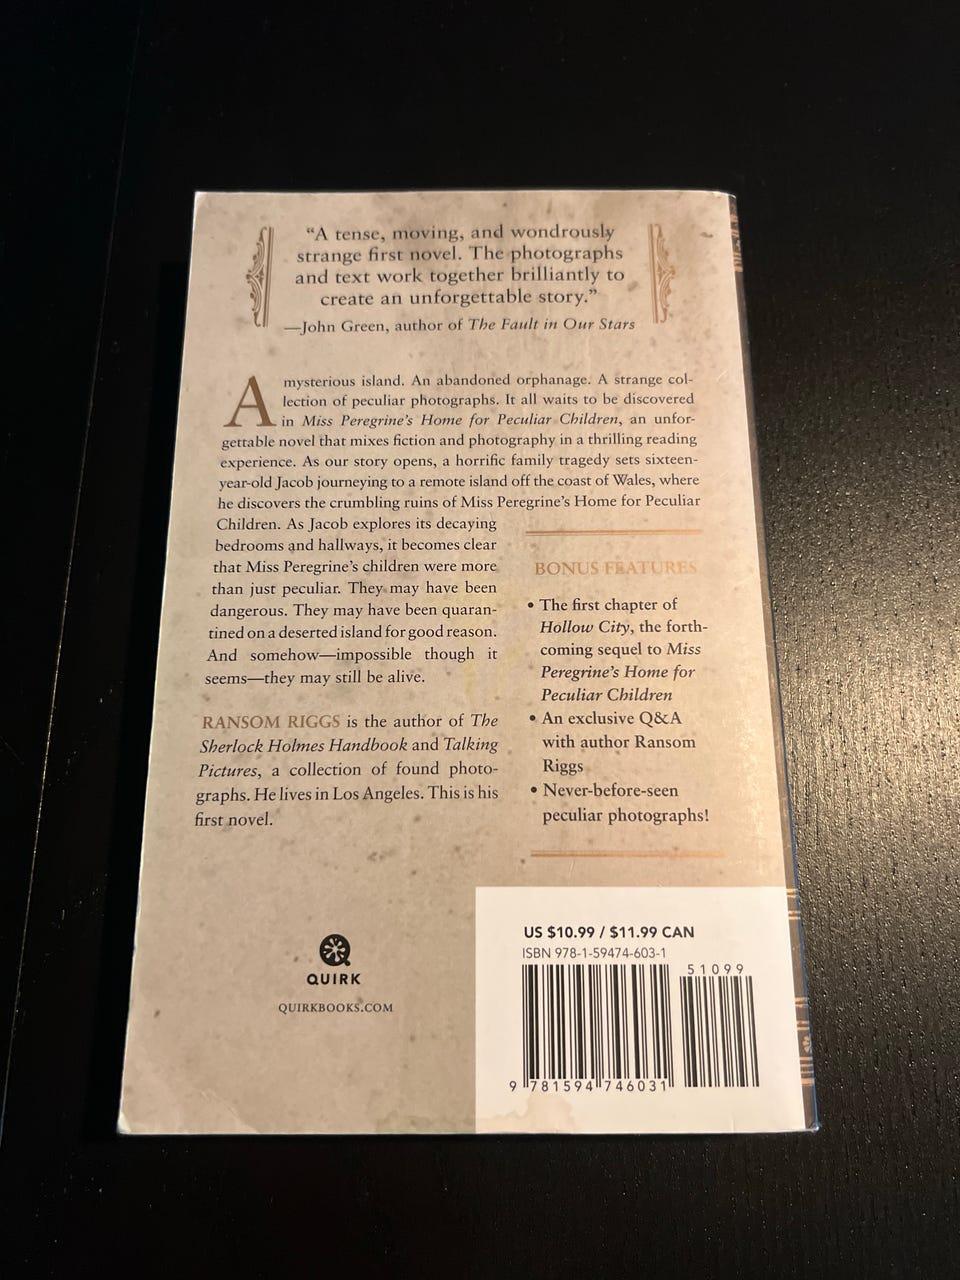 “A tense, moving, and wondrously
strange first novel. The photographs
and text work together brilliantly to
create an unforgettable story.”
—John Green, author of The Fault in Our Stars
A mysterious island. An abandoned orphanage. A strange col-
lection of peculiar photographs. It all waits to be discovered
in Miss Peregrine’s Home for Peculiar Children, an unfor-
gettable novel that mixes fiction and photography in a thrilling reading
experience. As our story opens, a horrific family tragedy sets sixteen-
year-old Jacob journeying to a remote island off the coast of Wales, where
he discovers the crumbling ruins of Miss Peregrine’s Home for Peculiar
Children. As Jacob explores its decaying
bedrooms and hallways, it becomes clear
that Miss Peregrine’s children were more
than just peculiar. They may have been
dangerous. They may have been quaran-
tined on a deserted island for good reason.
And somehow—impossible though it
seems—they may still be alive.
RANSOM RIGGS is the author of The
Sherlock Holmes Handbook and Talking
Pictures, a collection of found photo-
graphs. He lives in Los Angeles. This is his
first novel.
BONUS FEATURES
• The first chapter of
Hollow City, the forth-
coming sequel to Miss
Peregrine’s Home for
Peculiar Children
• An exclusive Q&A
with author Ransom
Riggs
• Never-before-seen
peculiar photographs!
QUIRK
QUIRKBOOKS.COM
US $10.99 / $11.99 CAN
ISBN 978-1-59474-603-1
51099
9 781594 746031